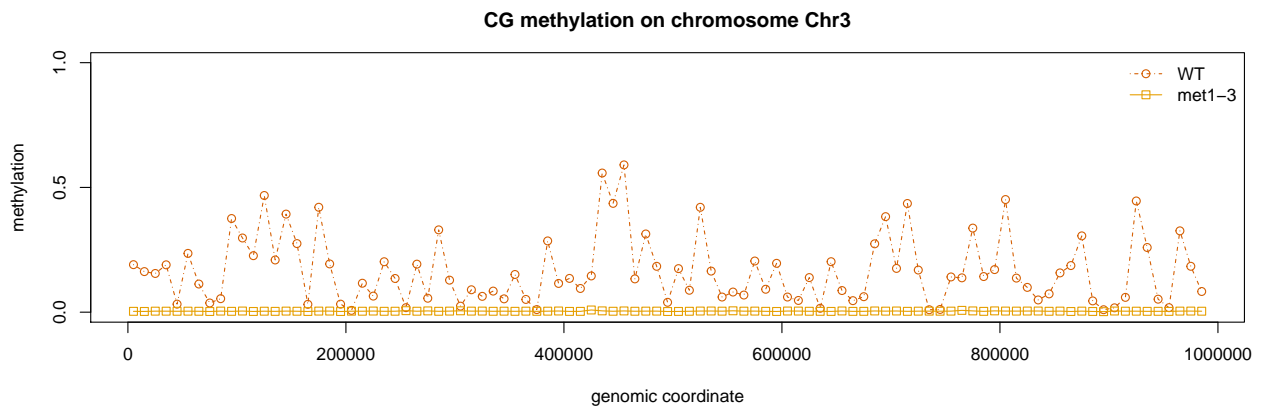 CG methylation on chromosome Chr3
1.0
0.5
0.0
methylation
WT
met1−3
0
200000
400000
600000
800000
1000000
genomic coordinate